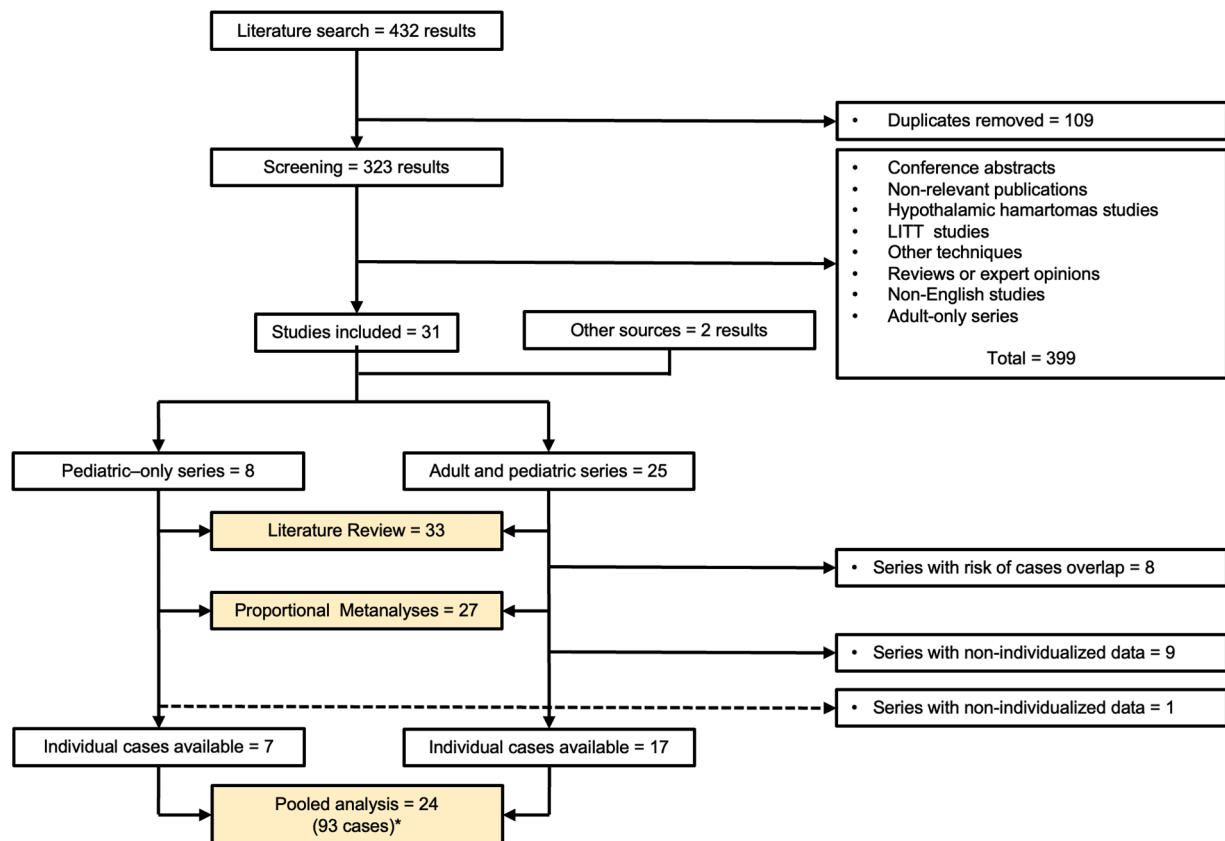 Literature search = 432 results
• Duplicates removed = 109
Screening = 323 results
• Conference abstracts
• Non-relevant publications
• Hypothalamic hamartomas studies
• LITT studies
• Other techniques
• Reviews or expert opinions
• Non-English studies
• Adult-only series
Total = 399
Studies included = 31
Other sources = 2 results
Pediatric–only series = 8
Adult and pediatric series = 25
Literature Review = 33
• Series with risk of cases overlap = 8
Proportional Metanalyses = 27
• Series with non-individualized data = 9
• Series with non-individualized data = 1
Individual cases available = 7
Individual cases available = 17
Pooled analysis = 24
(93 cases)*